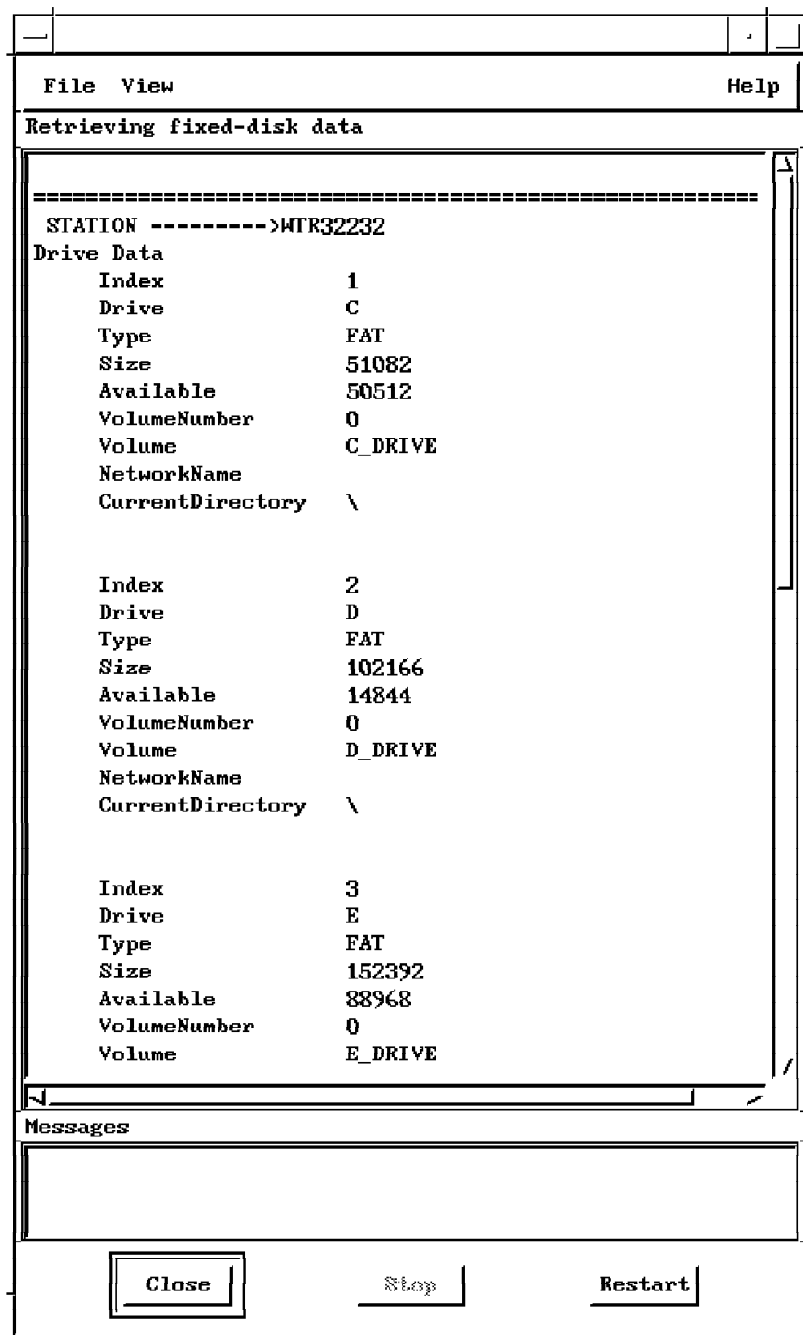 File View Help
Retrieving fixed-disk data
=======================================================
STATION --------->WTR32232
Drive Data
Index 1
Drive C
Type FAT
Size 51082
Available 50512
VolumeNumber 0
Volume C_DRIVE
NetworkName
CurrentDirectory \
Index 2
Drive D
Type FAT
Size 102166
Available 14844
VolumeNumber 0
Volume D_DRIVE
NetworkName
CurrentDirectory \
Index 3
Drive E
Type FAT
Size 152392
Available 88968
VolumeNumber 0
Volume E_DRIVE
Messages
Close Stop Restart